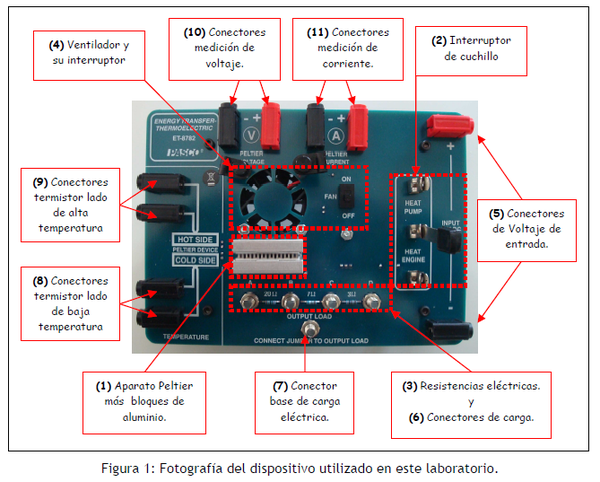 (4) Ventilador y
su interruptor
(10) Conectores
medición de
voltaje.
(11) Conectores
medición de
corriente.
(2) Interruptor
de cuchillo
(9) Conectores
termistor lado
de alta
temperatura
(8) Conectores
termistor lado
de baja
temperatura
(5) Conectores
de Voltaje de
entrada.
ENERGY TRANSFER-
THERMOELECTRIC
ET-8782
PASCO
- +
V
PELTIER
VOLTAGE
- +
A
PELTIER
CURRENT
+
ON
FAN
OFF
HEAT
PUMP
INPUT
HEAT
ENGINE
-
HOT SIDE
PELTIER DEVICE
COLD SIDE
TEMPERATURE
20 Ω
7Ω
3Ω
OUTPUT LOAD
CONNECT JUMPER TO OUTPUT LOAD
(1) Aparato Peltier
más bloques de
aluminio.
(7) Conector
base de carga
eléctrica.
(3) Resistencias eléctricas.
y
(6) Conectores de carga.
Figura 1: Fotografía del dispositivo utilizado en este laboratorio.